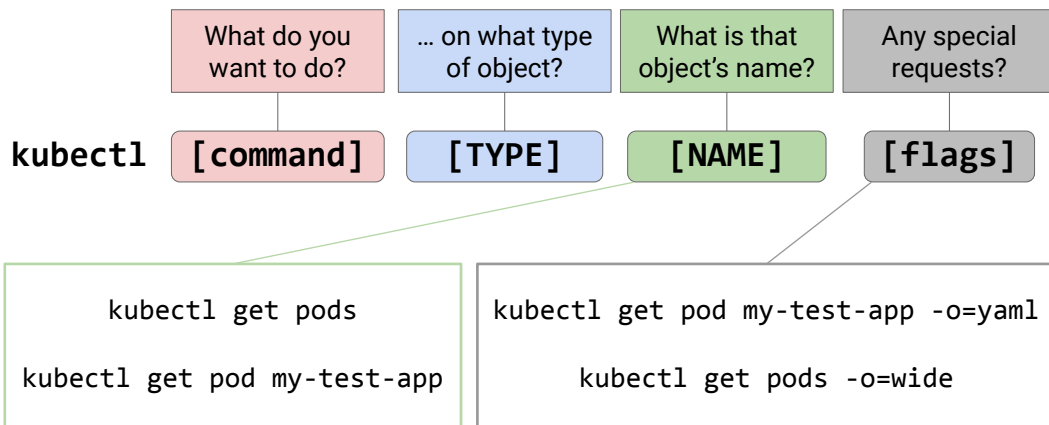 What do you
want to do?
… on what type
of object?
What is that
object’s name?
Any special
requests?
kubectl [command] [TYPE] [NAME] [flags]
kubectl get pods
kubectl get pod my-test-app
kubectl get pod my-test-app -o=yaml
kubectl get pods -o=wide